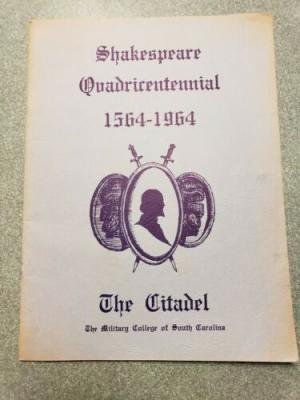 Shakespeare
Quadricentennial
1564-1964
The Citadel
The Military College of South Carolina